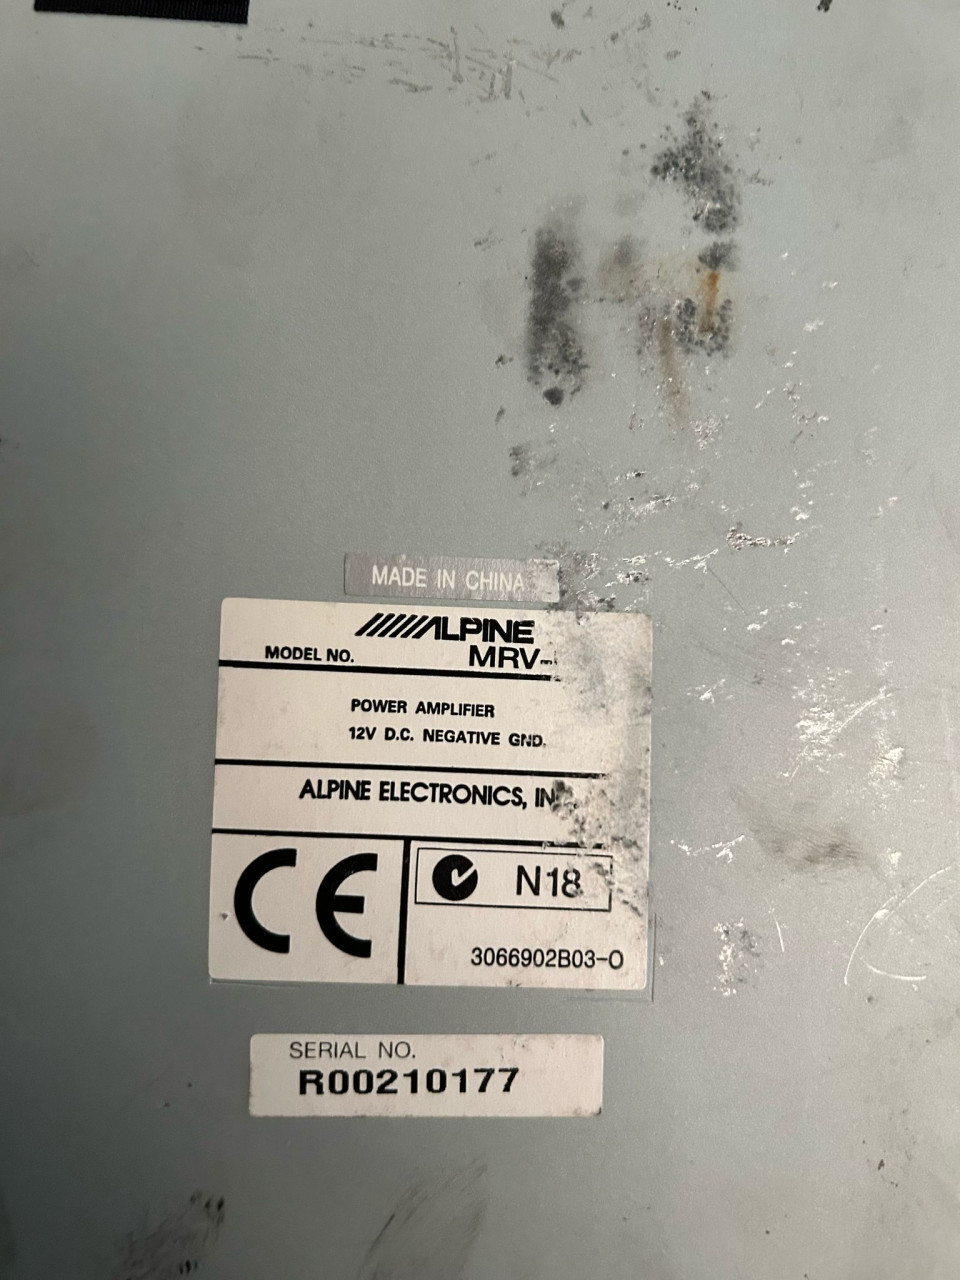 MADE IN CHINA
ALPINE
MODEL NO. MRV-
POWER AMPLIFIER
12V D.C. NEGATIVE GND.
ALPINE ELECTRONICS,
CE
N18
3066902B03-O
SERIAL NO.
R00210177